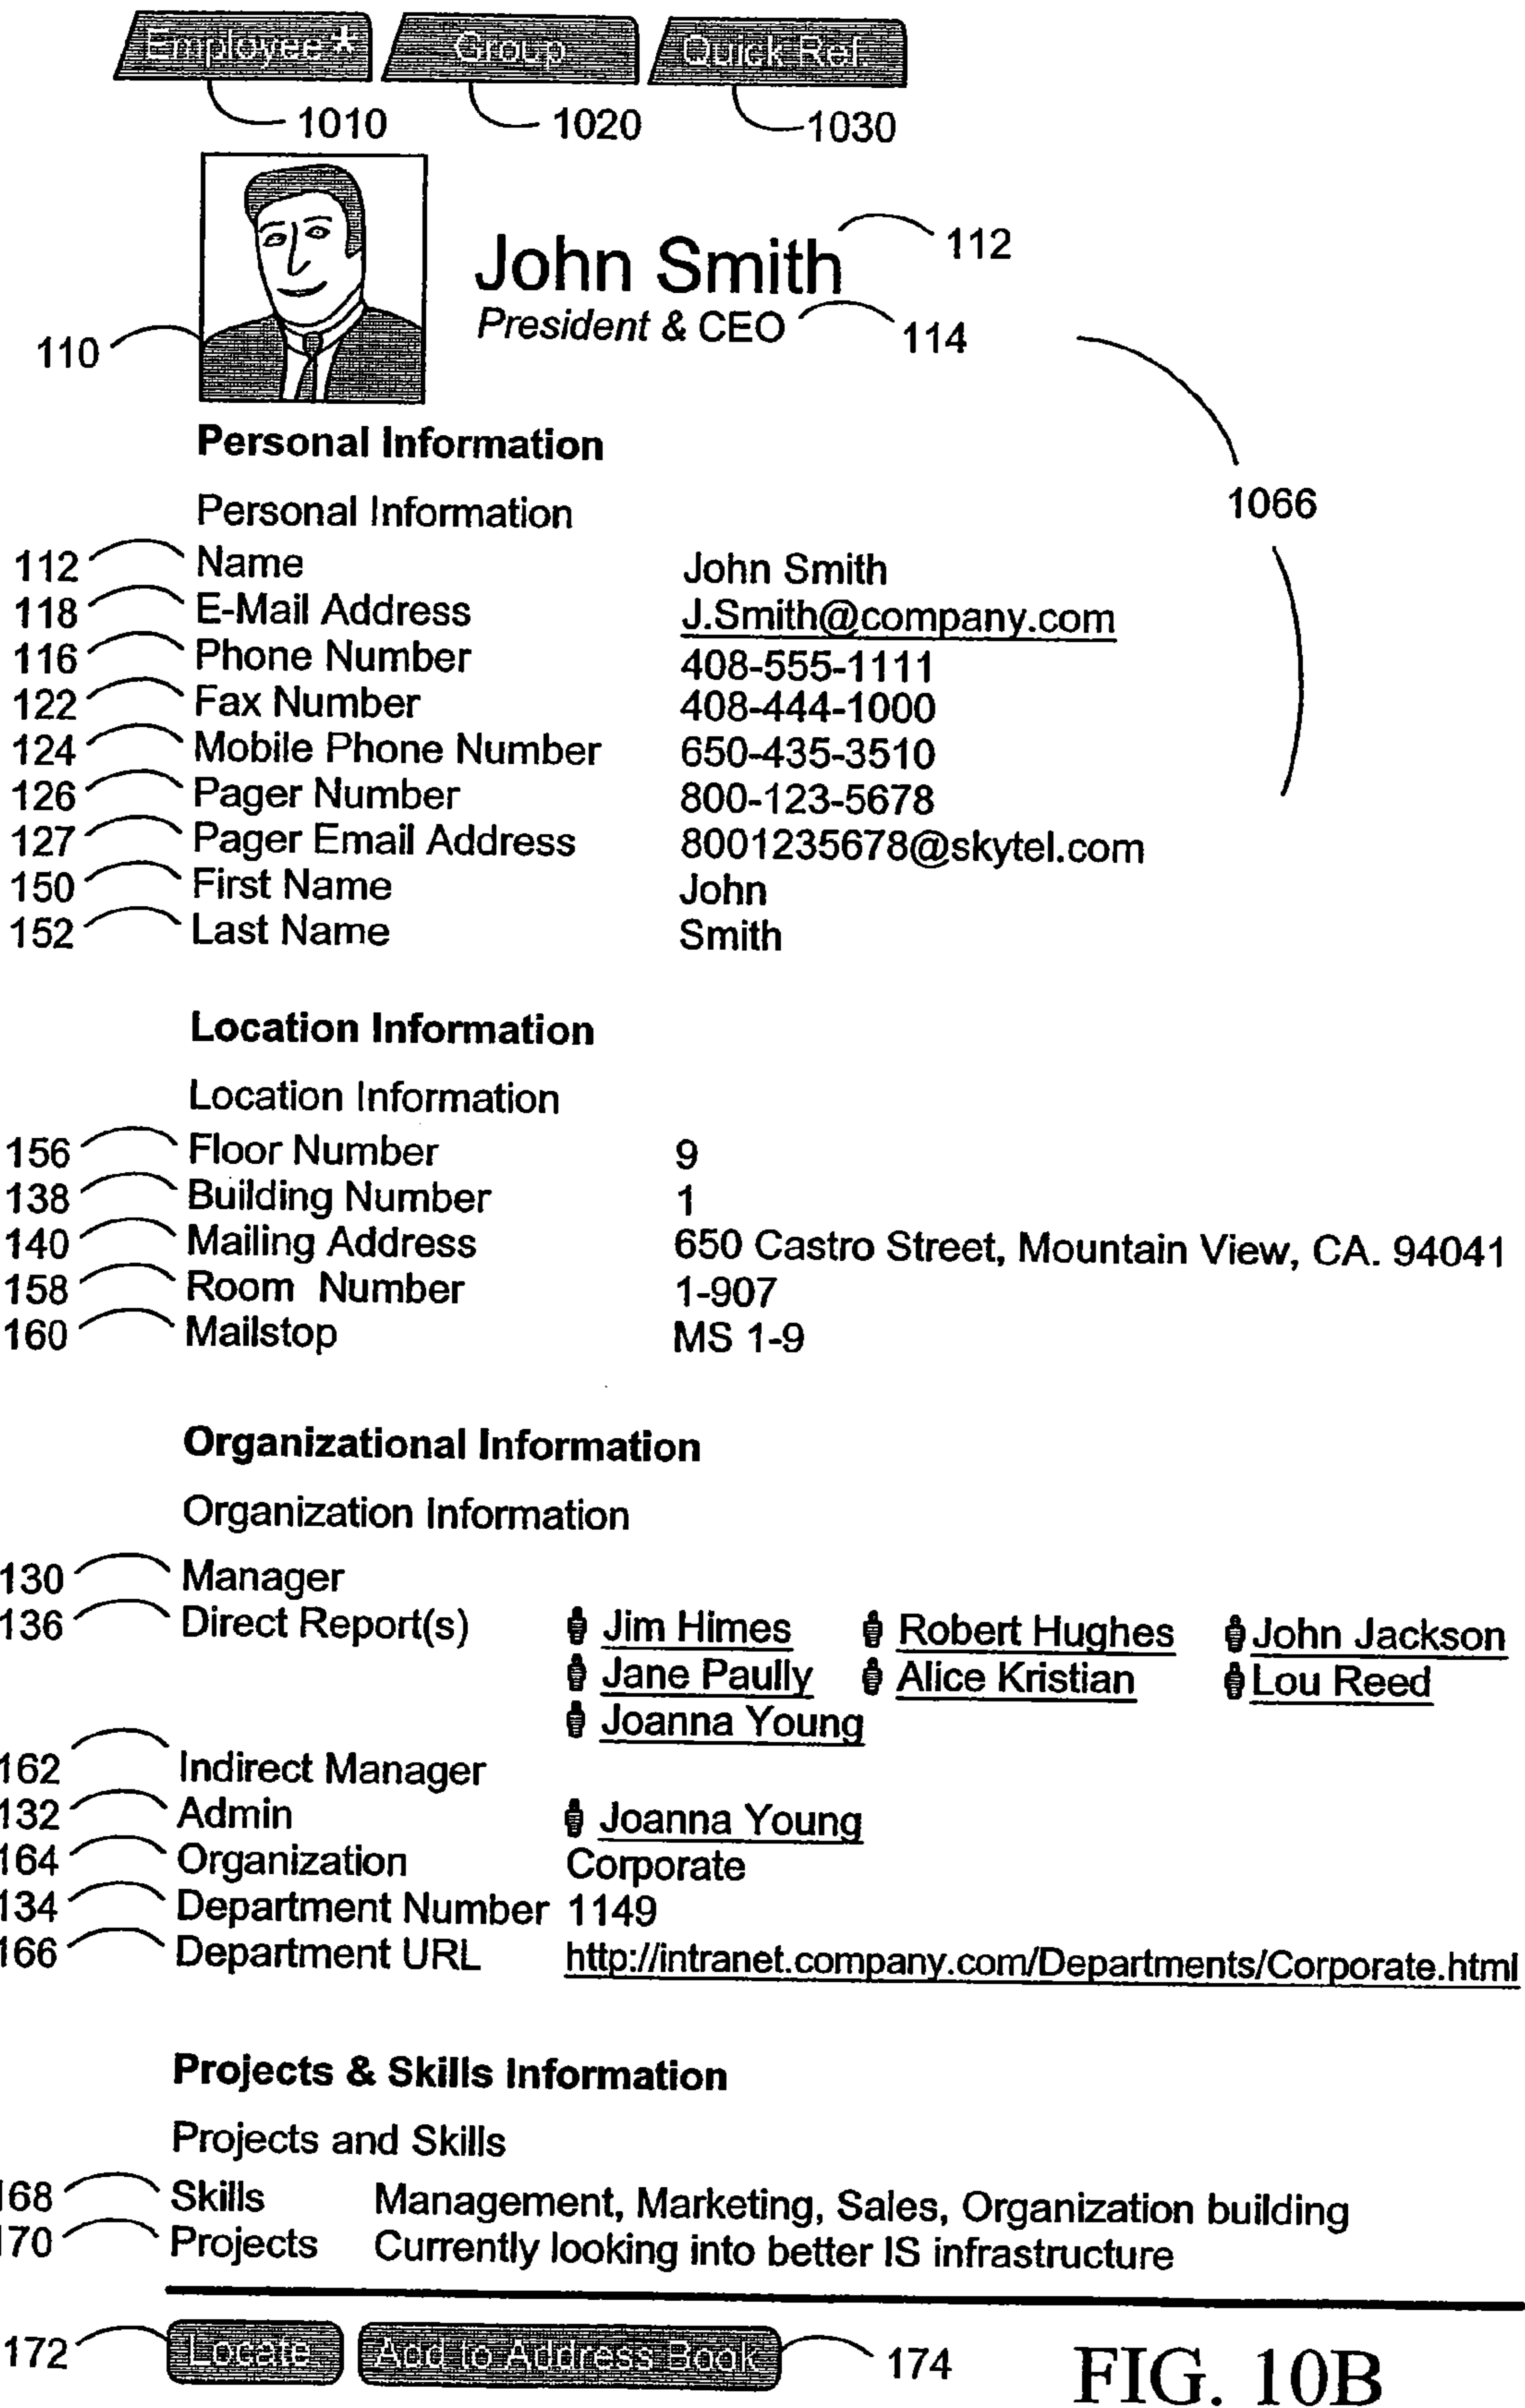 Employee* Group Quick Ref.
1010 1020 1030
John Smith 112
President & CEO 114
110
Personal Information
1066
Personal Information
112 Name John Smith
118 E-Mail Address J.Smith@company.com
116 Phone Number 408-555-1111
122 Fax Number 408-444-1000
124 Mobile Phone Number 650-435-3510
126 Pager Number 800-123-5678
127 Pager Email Address 8001235678@skytel.com
150 First Name John
152 Last Name Smith
Location Information
Location Information
156 Floor Number 9
138 Building Number 1
140 Mailing Address 650 Castro Street, Mountain View, CA. 94041
158 Room Number 1-907
160 Mailstop MS 1-9
Organizational Information
Organization Information
130 Manager
136 Direct Report(s) Jim Himes Robert Hughes John Jackson
Jane Paully Alice Kristian Lou Reed
Joanna Young
162 Indirect Manager
132 Admin Joanna Young
164 Organization Corporate
134 Department Number 1149
166 Department URL http://intranet.company.com/Departments/Corporate.html
Projects & Skills Information
Projects and Skills
168 Skills Management, Marketing, Sales, Organization building
170 Projects Currently looking into better IS infrastructure
172 Locate Add to Address Book 174 FIG. 10B